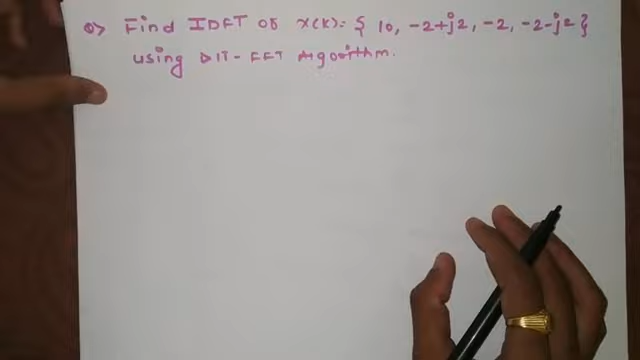 Q> Find IDFT of x(k)= { 10, -2+j2, -2, -2-j2 }
using DIT-FFT Algorithm.